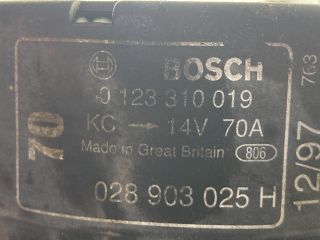 BOSCH
0 123 310 019
KC → 14V 70A
Made in Great Britain 806
028 903 025 H
70
12/97 763